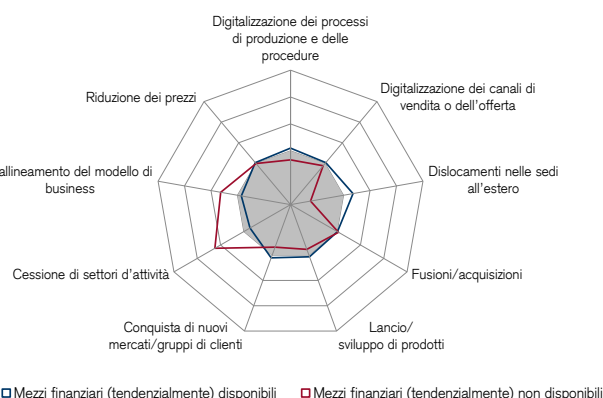 Digitalizzazione dei processi
di produzione e delle
procedure
Riduzione dei prezzi
Digitalizzazione dei canali di
vendita o dell'offerta
allineamento del modello di
business
Dislocamenti nelle sedi
all'estero
Cessione di settori d'attività
Fusioni/acquisizioni
Conquista di nuovi
mercati/gruppi di clienti
Lancio/
sviluppo di prodotti
Mezzi finanziari (tendenzialmente) disponibili
Mezzi finanziari (tendenzialmente) non disponibili